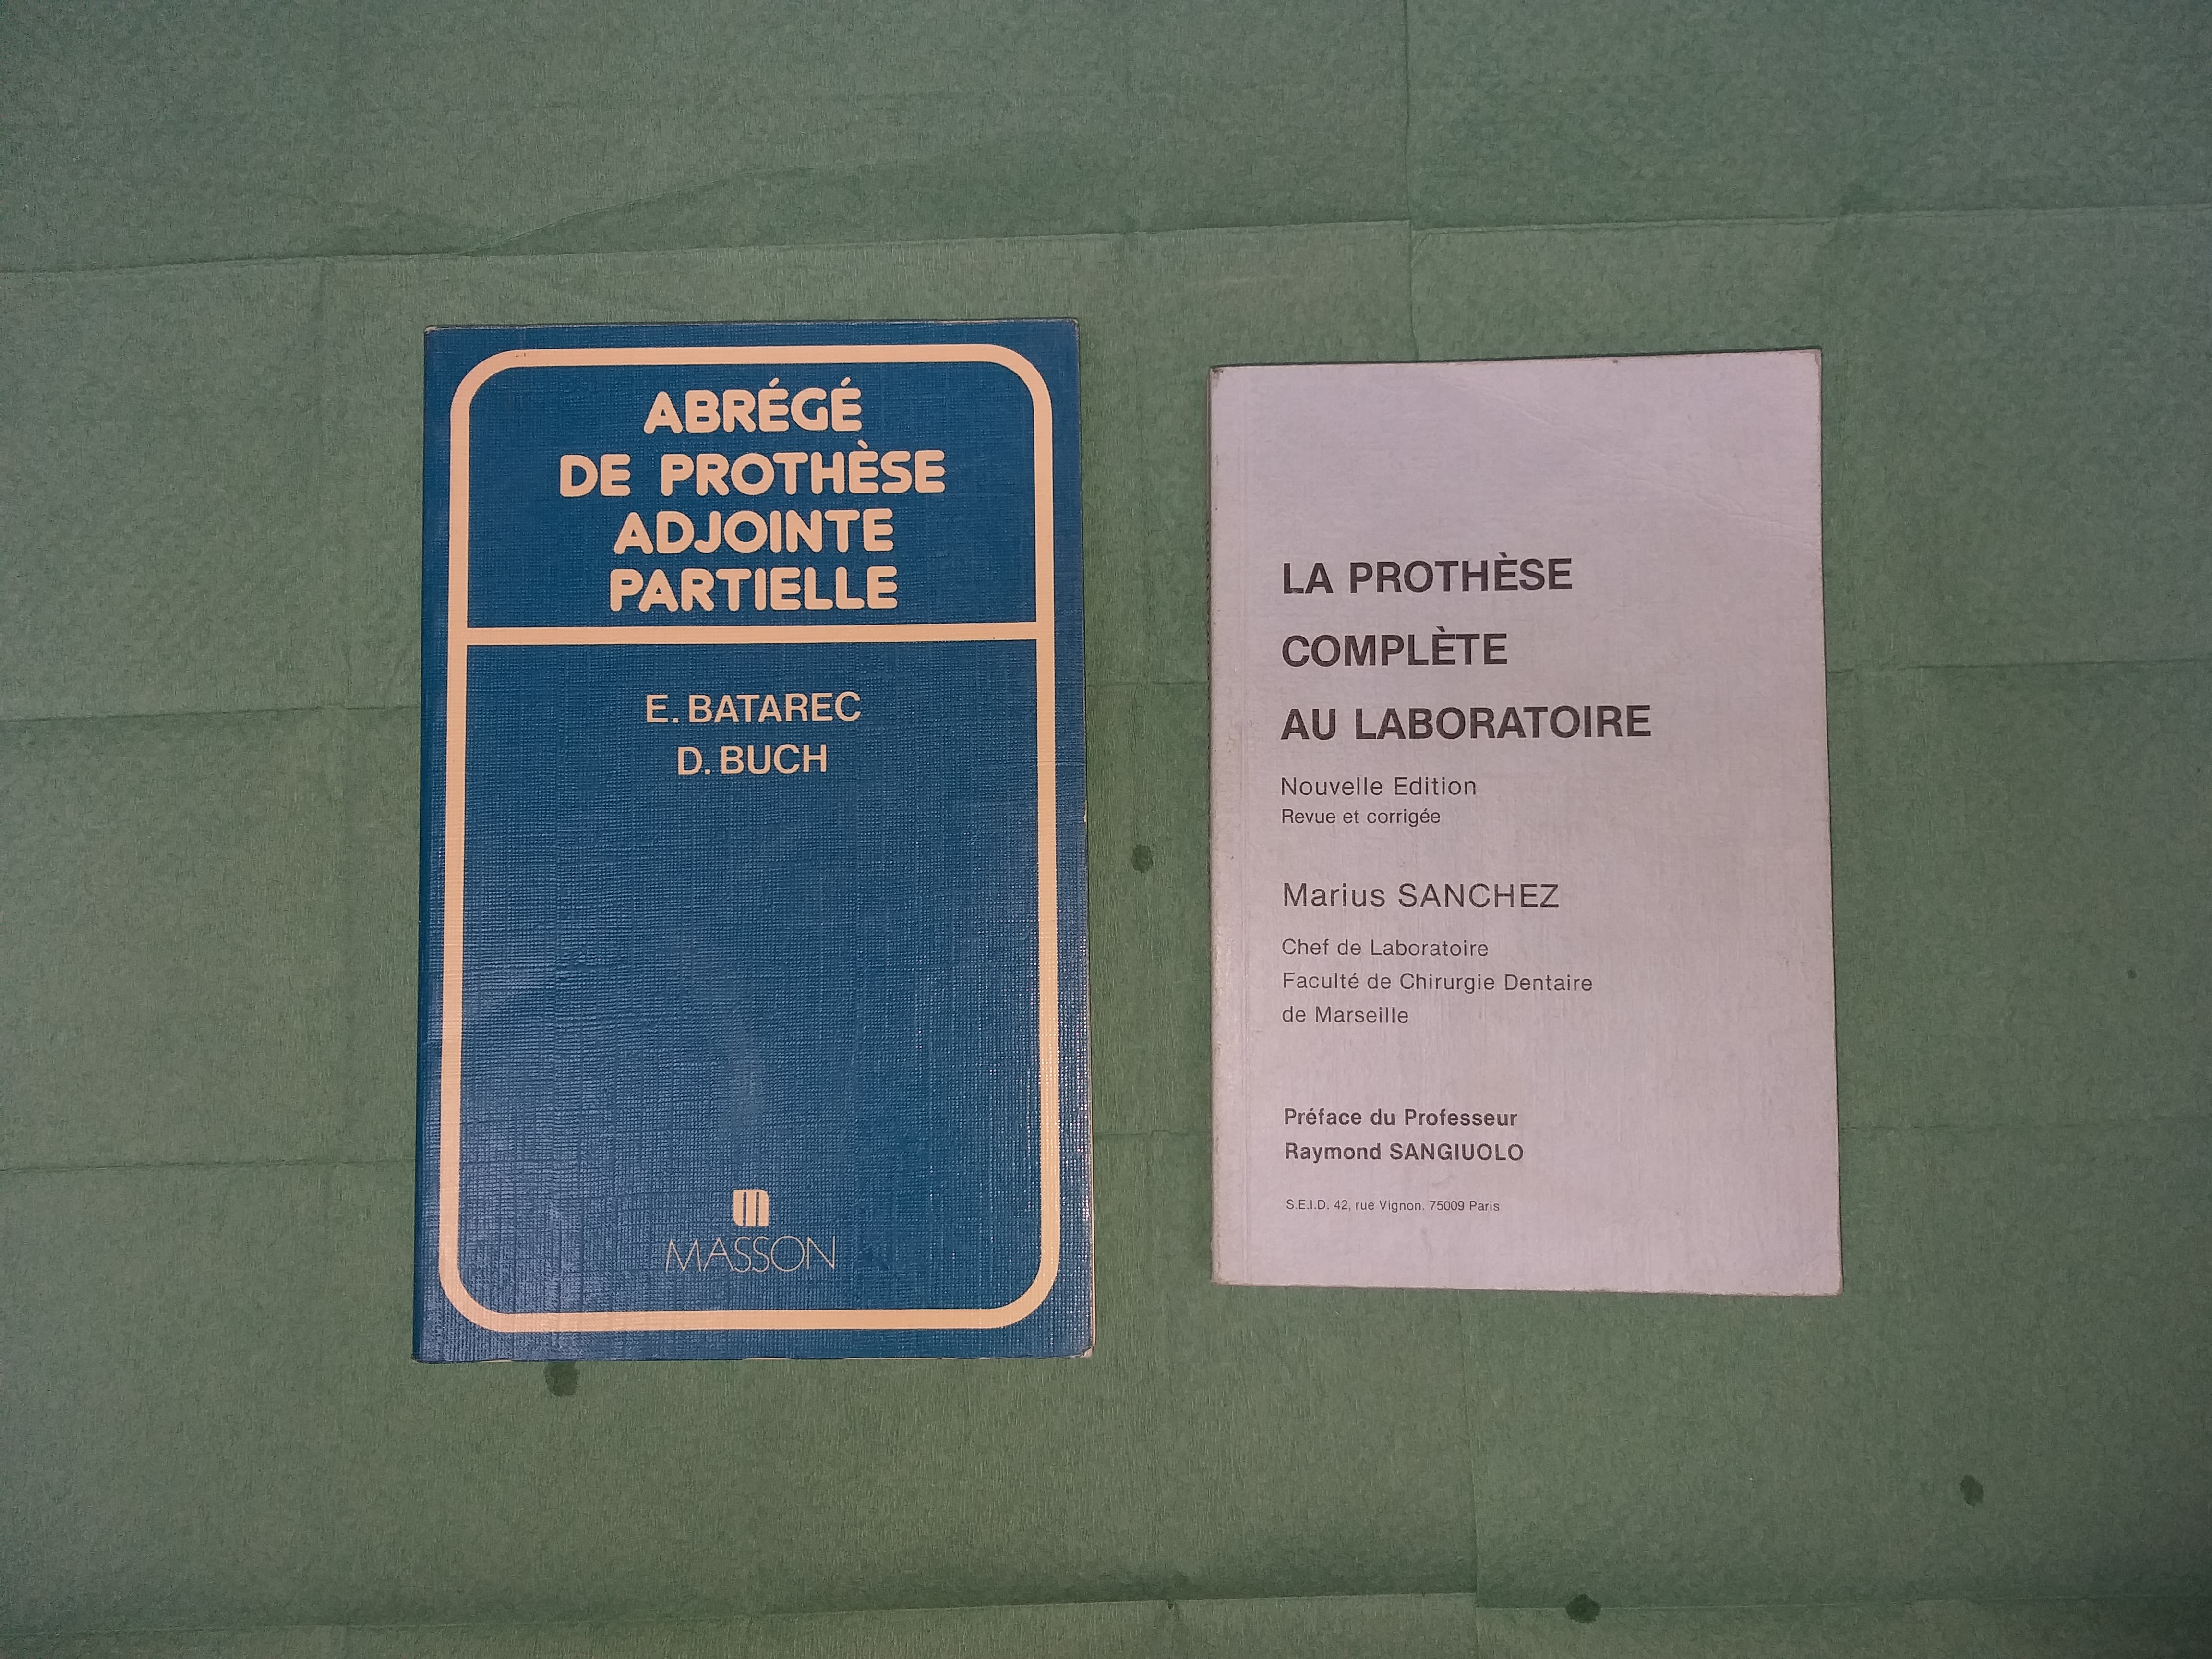 ABRÉGÉ
DE PROTHÈSE
ADJOINTE
PARTIELLE
E. BATAREC
D. BUCH
m
MASSON
LA PROTHÈSE
COMPLÈTE
AU LABORATOIRE
Nouvelle Edition
Revue et corrigée
Marius SANCHEZ
Chef de Laboratoire
Faculté de Chirurgie Dentaire
de Marseille
Préface du Professeur
Raymond SANGIUOLO
S.E.I.D. 42, rue Vignon. 75009 Paris